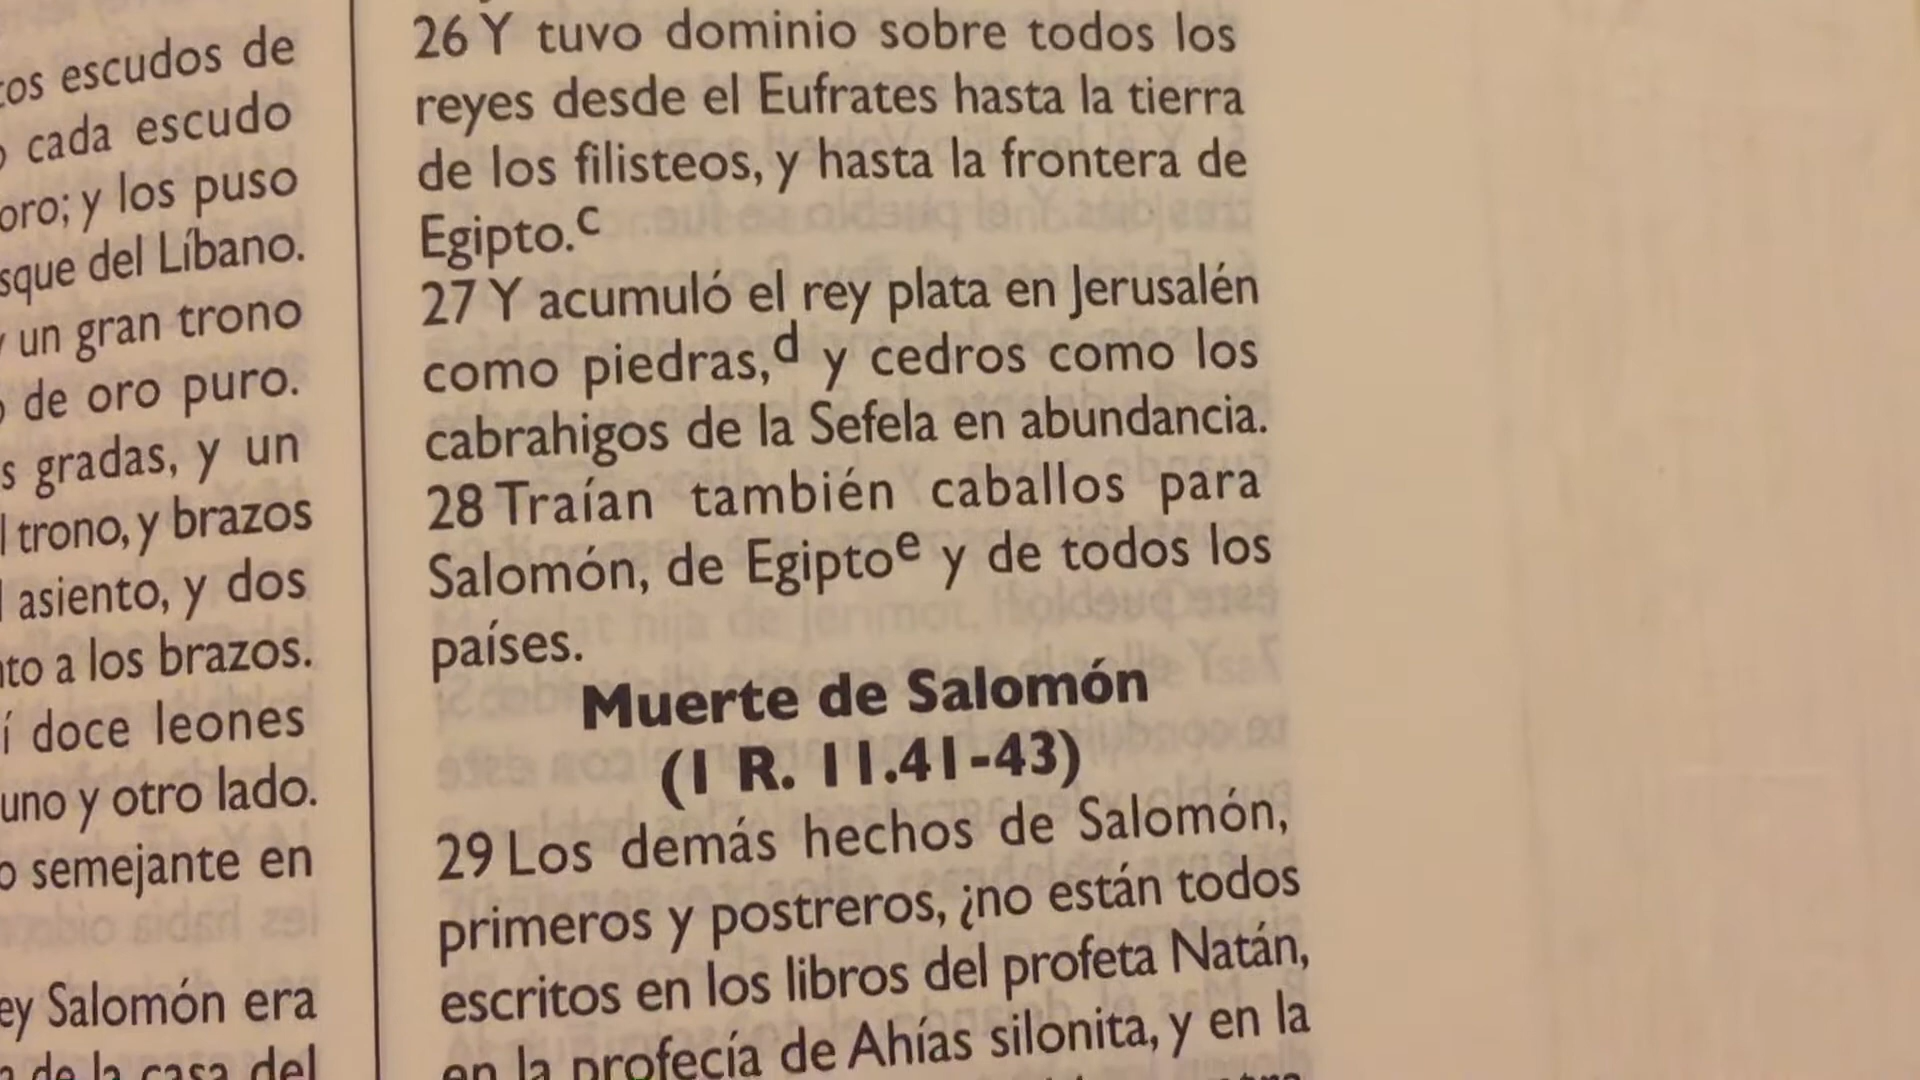 escudos de
cada escudo
oro; y los puso
del Líbano.
un gran trono
de oro puro.
gradas, y un
trono, y brazos
asiento, y dos
a los brazos.
doce leones
uno y otro lado.
semejante en
Salomón era
de la casa del
26 Y tuvo dominio sobre todos los
reyes desde el Eufrates hasta la tierra
de los filisteos, y hasta la frontera de
Egipto.c
27 Y acumuló el rey plata en Jerusalén
como piedras,d y cedros como los
cabrahigos de la Sefela en abundancia.
28 Traían también caballos para
Salomón, de Egiptoe y de todos los
países.
Muerte de Salomón
(1 R. 11.41-43)
29 Los demás hechos de Salomón,
primeros y postreros, ¿no están todos
escritos en los libros del profeta Natán,
en la profecía de Ahías silonita, y en la